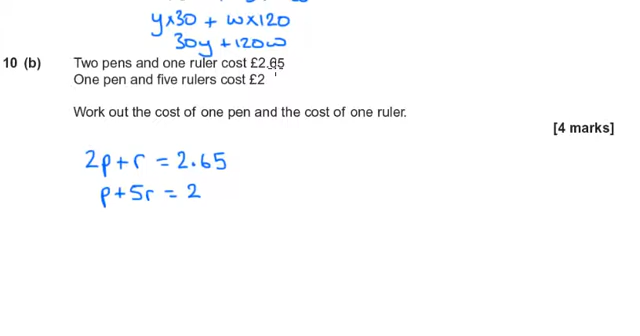 y×30 + w×120
30y + 120w
10 (b) Two pens and one ruler cost £2.65
One pen and five rulers cost £2
Work out the cost of one pen and the cost of one ruler.
[4 marks]
2p + r = 2.65
p + 5r = 2